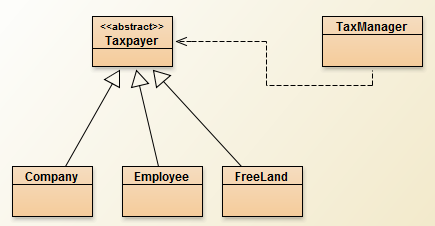 <<abstract>>
Taxpayer
TaxManager
Company
Employee
FreeLand